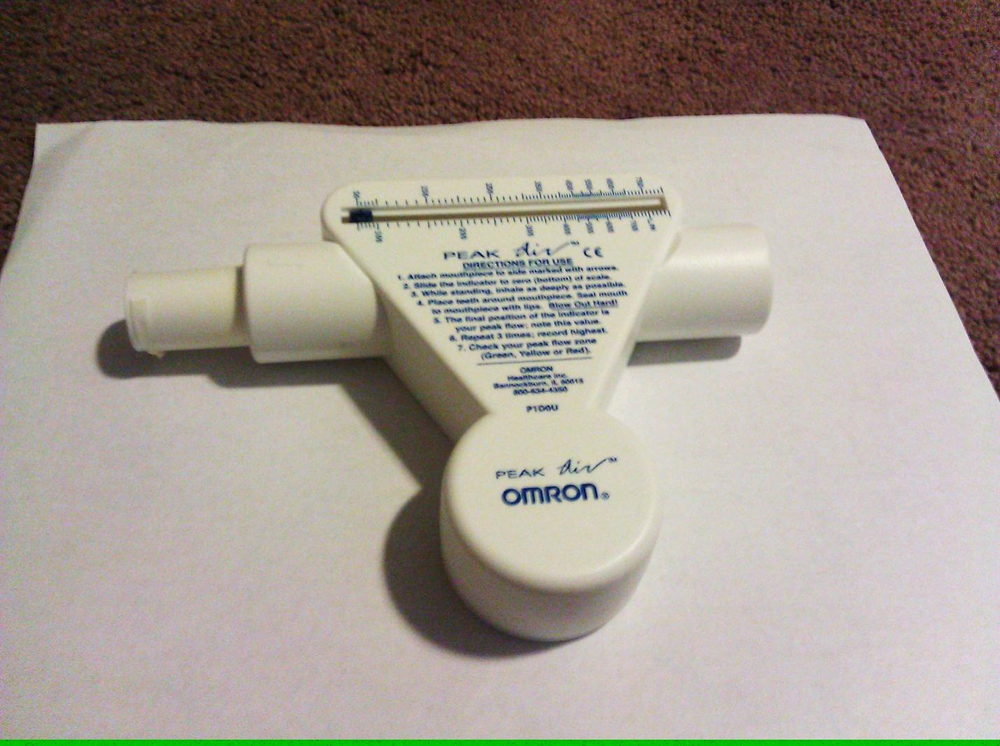 PEAK Air™ CE
DIRECTIONS FOR USE
1. Attach mouthpiece to side marked with arrows.
2. Slide the indicator to zero (bottom) of scale.
3. While standing, inhale as deeply as possible.
4. Place teeth around mouthpiece. Seal mouth
to mouthpiece with lips. Blow Out Hard!
5. The final position of the indicator is
your peak flow; note this value.
6. Repeat 3 times; record highest.
7. Check your peak flow zone
(Green, Yellow or Red).
OMRON
Healthcare Inc.
Bannockburn, IL 60015
800-634-4350
PEAK Air™
OMRON®